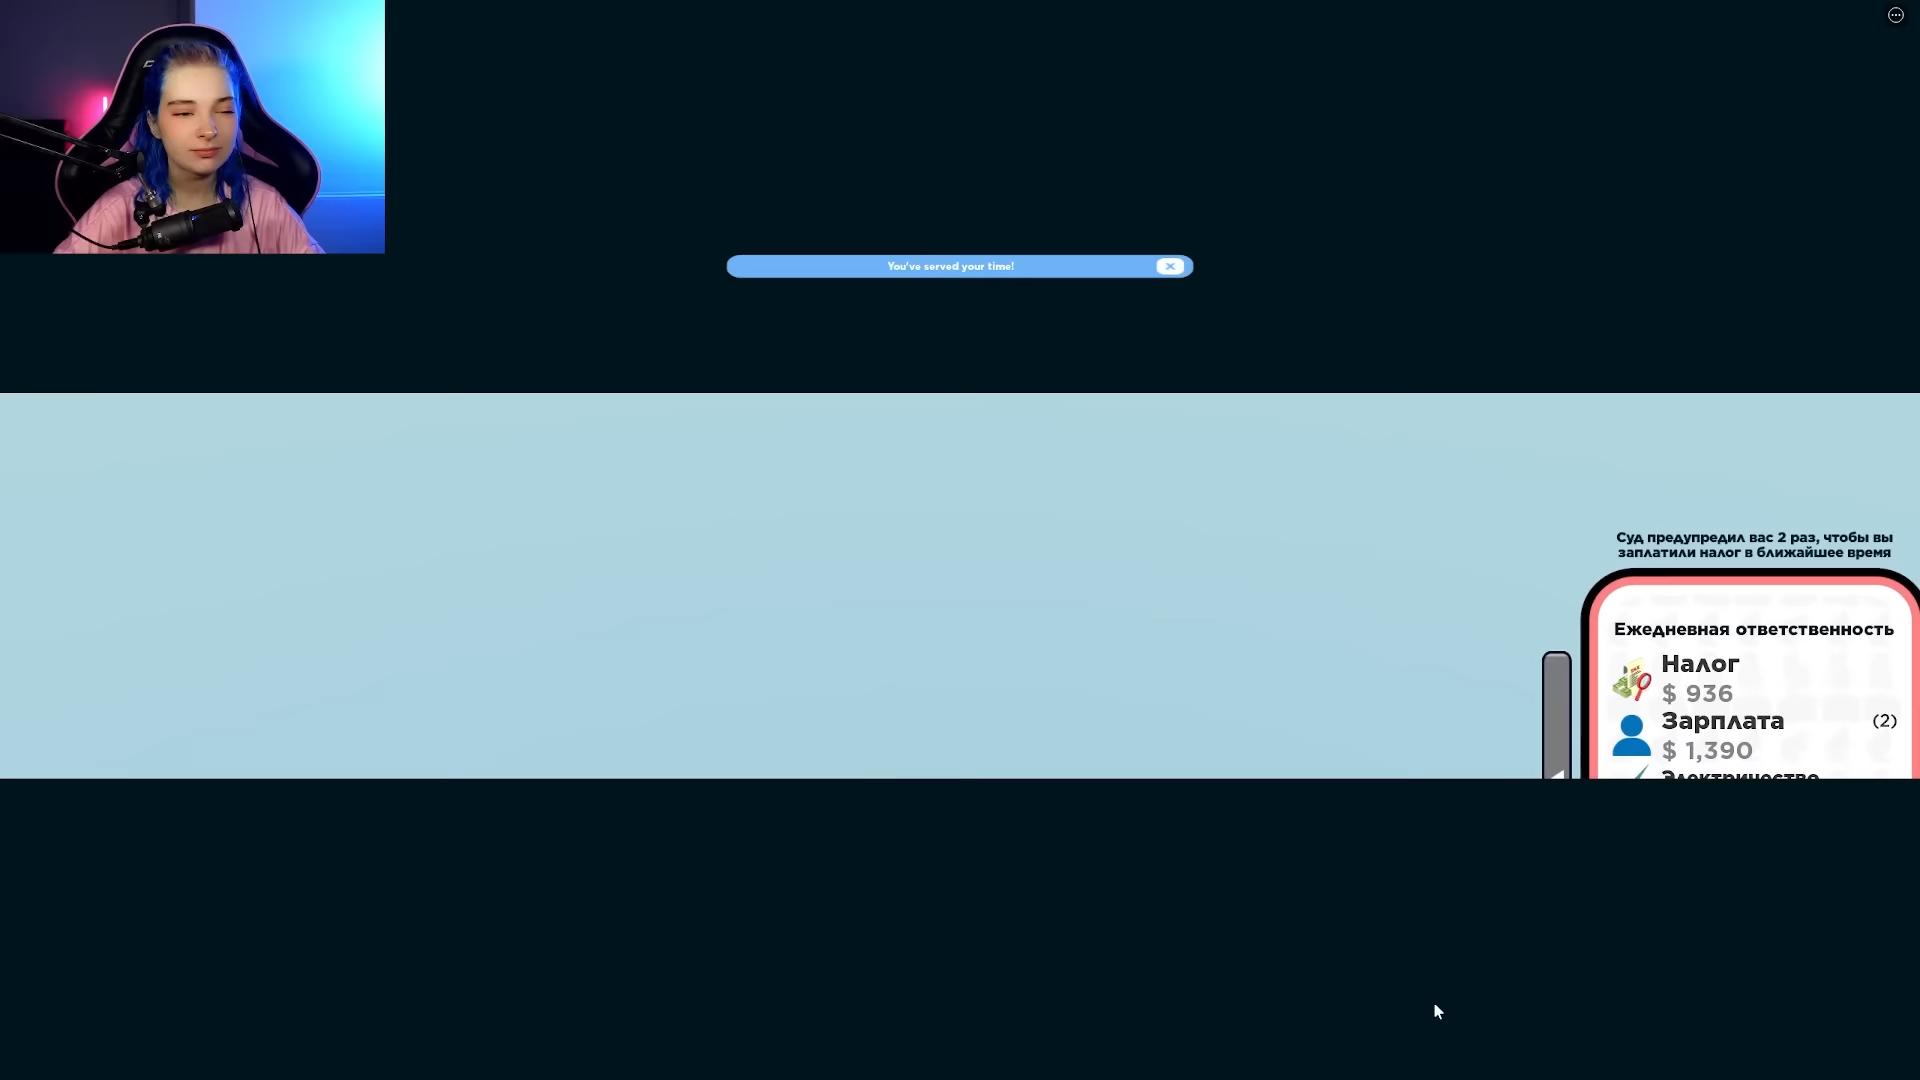 You've served your time!
Суд предупредил вас 2 раз, чтобы вы
заплатили налог в ближайшее время
Ежедневная ответственность
Налог
$ 936
Зарплата (2)
$ 1,390
Электричество